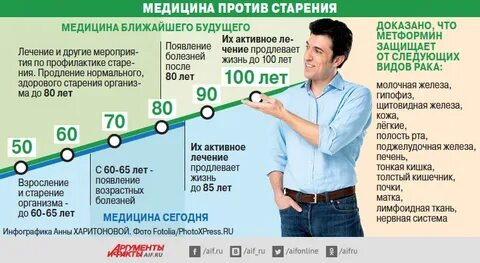 МЕДИЦИНА ПРОТИВ СТАРЕНИЯ
МЕДИЦИНА БЛИЖАЙШЕГО БУДУЩЕГО
Лечение и другие мероприя-
тия по профилактике старе-
ния. Продление нормального,
здорового старения организ-
ма до 80 лет
Появление
болезней
после
80 лет
Их активное ле-
чение продлевает
жизнь до 100 лет
50
60
70
80
90
100 лет
Взросление
и старение
организма -
до 60-65 лет
С 60-65 лет -
появление
возрастных
болезней
Их активное
лечение
продлевает
жизнь
до 85 лет
МЕДИЦИНА СЕГОДНЯ
ДОКАЗАНО, ЧТО
МЕТФОРМИН
ЗАЩИЩАЕТ
ОТ СЛЕДУЮЩИХ
ВИДОВ РАКА:
молочная железа,
гипофиз,
щитовидная железа,
кожа,
лёгкие,
полость рта,
поджелудочная железа,
печень,
тонкая кишка,
толстый кишечник,
почки,
матка,
лимфоидная ткань,
нервная система
Инфографика Анны ХАРИТОНОВОЙ. Фото Fotolia/PhotoXPress.RU
АРГУМЕНТЫ
И ФАКТЫ AIF.RU
/aif.ru
/aif_ru
/aifonline
/aifru